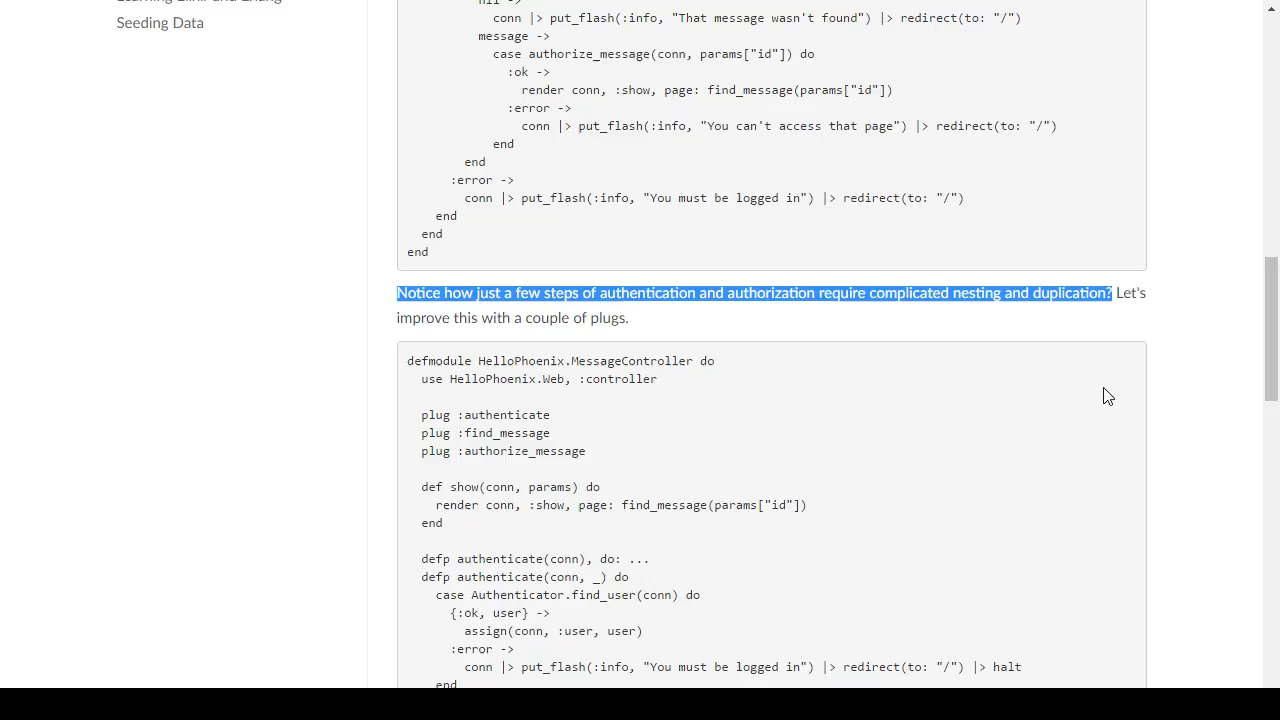 Seeding Data
conn |> put_flash(:info, "That message wasn't found") |> redirect(to: "/")
message ->
case authorize_message(conn, params["id"]) do
:ok ->
render conn, :show, page: find_message(params["id"])
:error ->
conn |> put_flash(:info, "You can't access that page") |> redirect(to: "/")
end
end
:error ->
conn |> put_flash(:info, "You must be logged in") |> redirect(to: "/")
end
end
end
Notice how just a few steps of authentication and authorization require complicated nesting and duplication? Let's
improve this with a couple of plugs.
defmodule HelloPhoenix.MessageController do
use HelloPhoenix.Web, :controller
plug :authenticate
plug :find_message
plug :authorize_message
def show(conn, params) do
render conn, :show, page: find_message(params["id"])
end
defp authenticate(conn), do: ...
defp authenticate(conn, _) do
case Authenticator.find_user(conn) do
{:ok, user} ->
assign(conn, :user, user)
:error ->
conn |> put_flash(:info, "You must be logged in") |> redirect(to: "/") |> halt
end